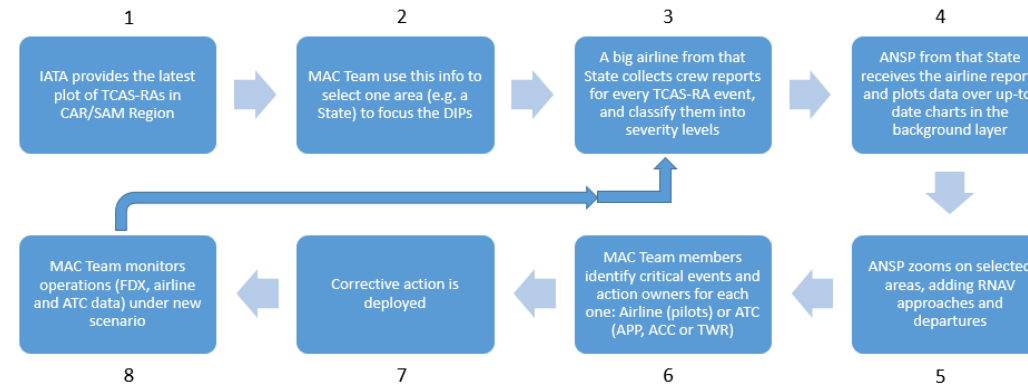 1
2
3
4
IATA provides the latest
plot of TCAS-RAs in
CAR/SAM Region
MAC Team use this info to
select one area (e.g. a
State) to focus the DIPs
A big airline from that
State collects crew reports
for every TCAS-RA event,
and classify them into
severity levels
ANSP from that State
receives the airline report
and plots data over up-to
date charts in the
background layer
MAC Team monitors
operations (FDX, airline
and ATC data) under new
scenario
Corrective action is
deployed
MAC Team members
identify critical events and
action owners for each
one: Airline (pilots) or ATC
(APP, ACC or TWR)
ANSP zooms on selected
areas, adding RNAV
approaches and
departures
8
7
6
5